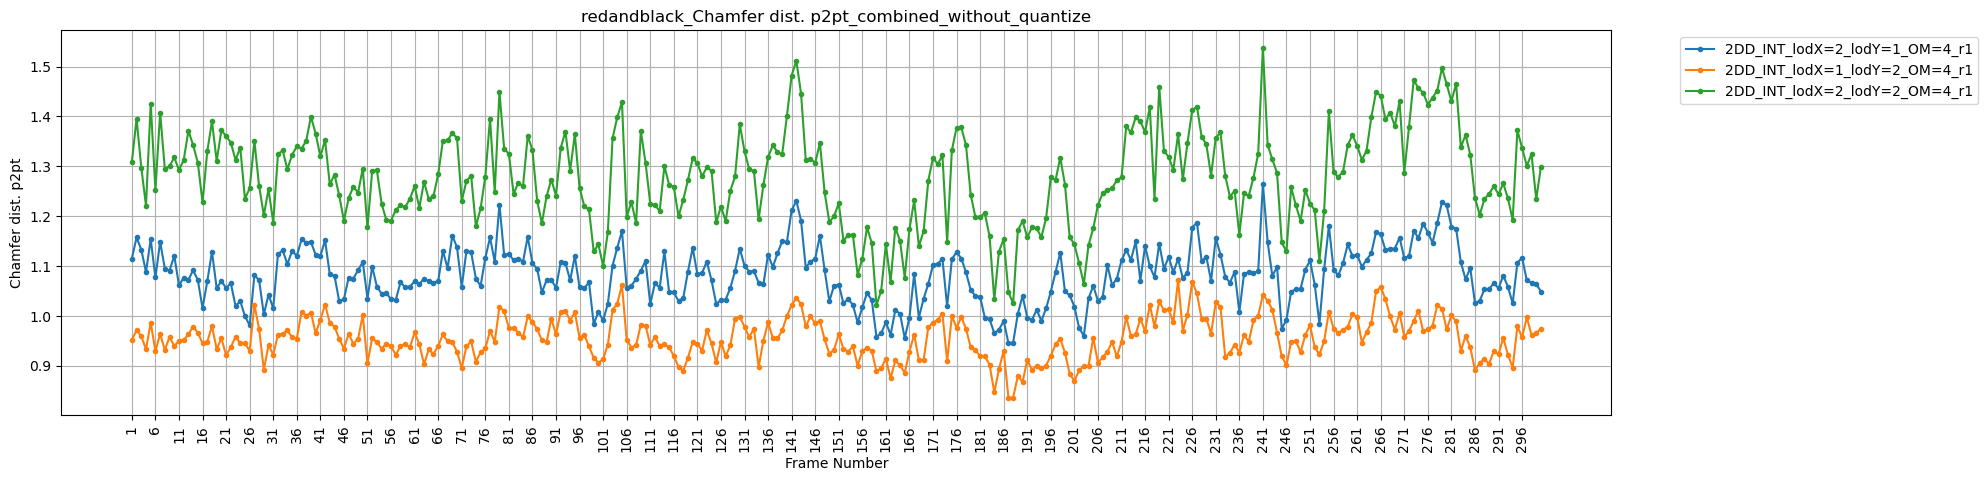 redandblack_Chamfer dist. p2pt_combined_without_quantize
2DD_INT_lodX=2_lodY=1_OM=4_r1
2DD_INT_lodX=1_lodY=2_OM=4_r1
2DD_INT_lodX=2_lodY=2_OM=4_r1
Chamfer dist. p2pt
1.5
1.4
1.3
1.2
1.1
1.0
0.9
1 6 11 16 21 26 31 36 41 46 51 56 61 66 71 76 81 86 91 96 101 106 111 116 121 126 131 136 141 146 151 156 161 166 171 176 181 186 191 196 201 206 211 216 221 226 231 236 241 246 251 256 261 266 271 276 281 286 291 296
Frame Number